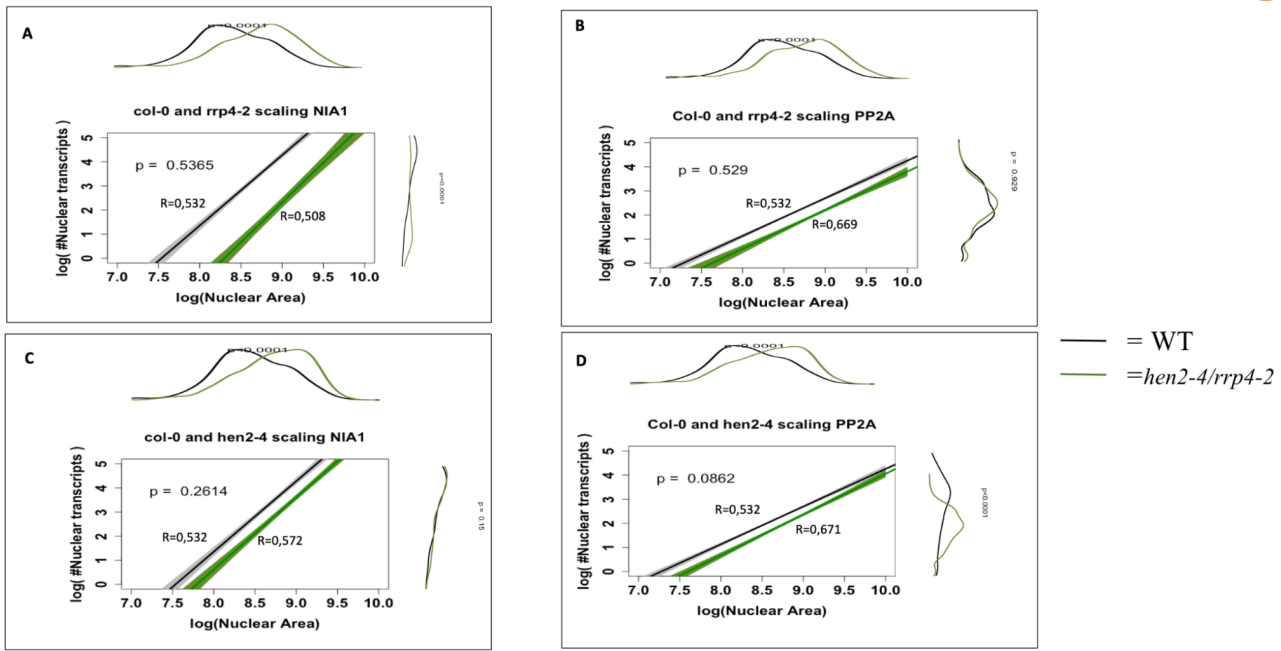 A
p<0.0001
col-0 and rrp4-2 scaling NIA1
log( #Nuclear transcripts )
5
4
3
2
1
0
p = 0.5365
R=0,532
R=0,508
p<0.0001
7.0 7.5 8.0 8.5 9.0 9.5 10.0
log(Nuclear Area)
B
p<0.0001
Col-0 and rrp4-2 scaling PP2A
log( #Nuclear transcripts )
5
4
3
2
1
0
p = 0.529
R=0,532
R=0,669
p = 0.929
7.0 7.5 8.0 8.5 9.0 9.5 10.0
log(Nuclear Area)
C
p<0.0001
col-0 and hen2-4 scaling NIA1
log( #Nuclear transcripts )
5
4
3
2
1
0
p = 0.2614
R=0,532
R=0,572
p = 0.15
7.0 7.5 8.0 8.5 9.0 9.5 10.0
log(Nuclear Area)
D
p<0.0001
Col-0 and hen2-4 scaling PP2A
log( #Nuclear transcripts )
5
4
3
2
1
0
p = 0.0862
R=0,532
R=0,671
p<0.0001
7.0 7.5 8.0 8.5 9.0 9.5 10.0
log(Nuclear Area)
= WT
=hen2-4/rrp4-2